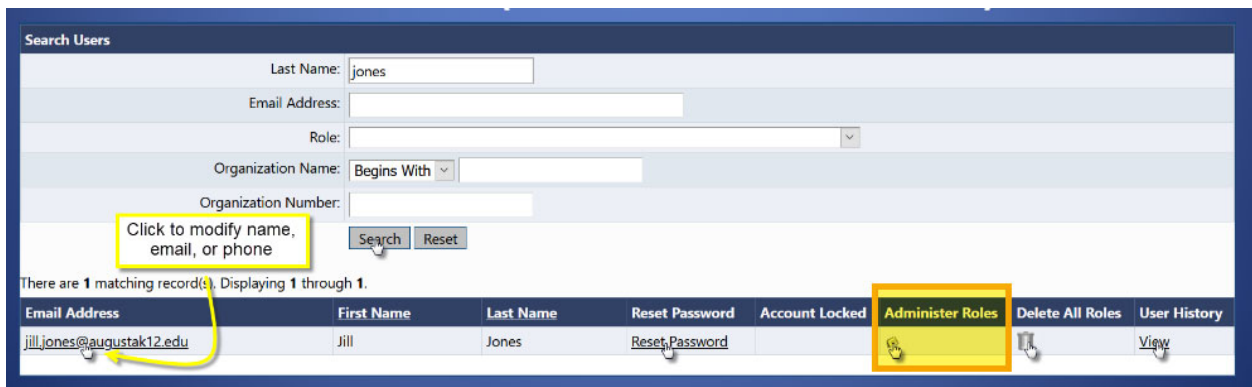 Search Users
Last Name: jones
Email Address:
Role:
Organization Name: Begins With
Organization Number:
Click to modify name,
email, or phone
Search Reset
There are 1 matching record(s). Displaying 1 through 1.
Email Address First Name Last Name Reset Password Account Locked Administer Roles Delete All Roles User History
jill.jones@augustak12.edu Jill Jones Reset Password View